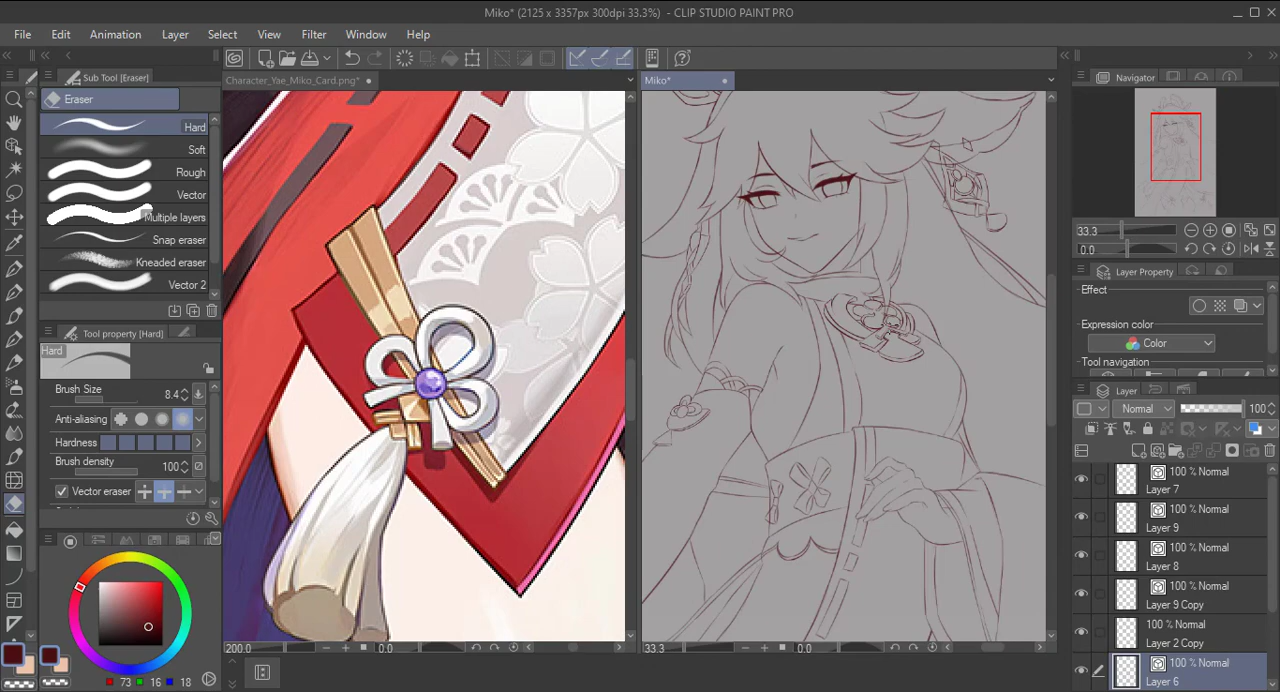 Miko* (2125 x 3357px 300dpi 33.3%) - CLIP STUDIO PAINT PRO
File Edit Animation Layer Select View Filter Window Help
Sub Tool [Eraser]
Eraser
Hard
Soft
Rough
Vector
Multiple layers
Snap eraser
Kneaded eraser
Vector 2
Tool property [Hard]
Hard
Brush Size 8.4
Anti-aliasing
Hardness
Brush density 100
Vector eraser
73 16 18
Character_Yae_Miko_Card.png*
200.0 0.0
Miko*
33.3 0.0
Navigator
33.3
0.0
Layer Property
Effect
Expression color
Color
Tool navigation
Layer
Normal 100
100 % Normal
Layer 7
100 % Normal
Layer 9
100 % Normal
Layer 8
100 % Normal
Layer 9 Copy
100 % Normal
Layer 2 Copy
100 % Normal
Layer 6